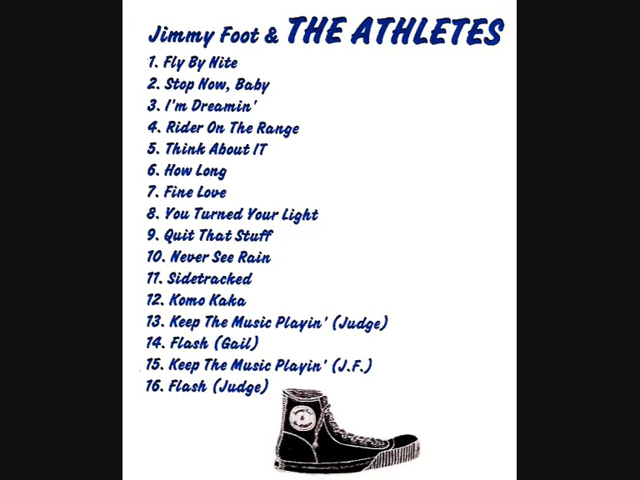 Jimmy Foot & THE ATHLETES
1. Fly By Nite
2. Stop Now, Baby
3. I'm Dreamin'
4. Rider On The Range
5. Think About IT
6. How Long
7. Fine Love
8. You Turned Your Light
9. Quit That Stuff
10. Never See Rain
11. Sidetracked
12. Komo Kaka
13. Keep The Music Playin' (Judge)
14. Flash (Gail)
15. Keep The Music Playin' (J.F.)
16. Flash (Judge)